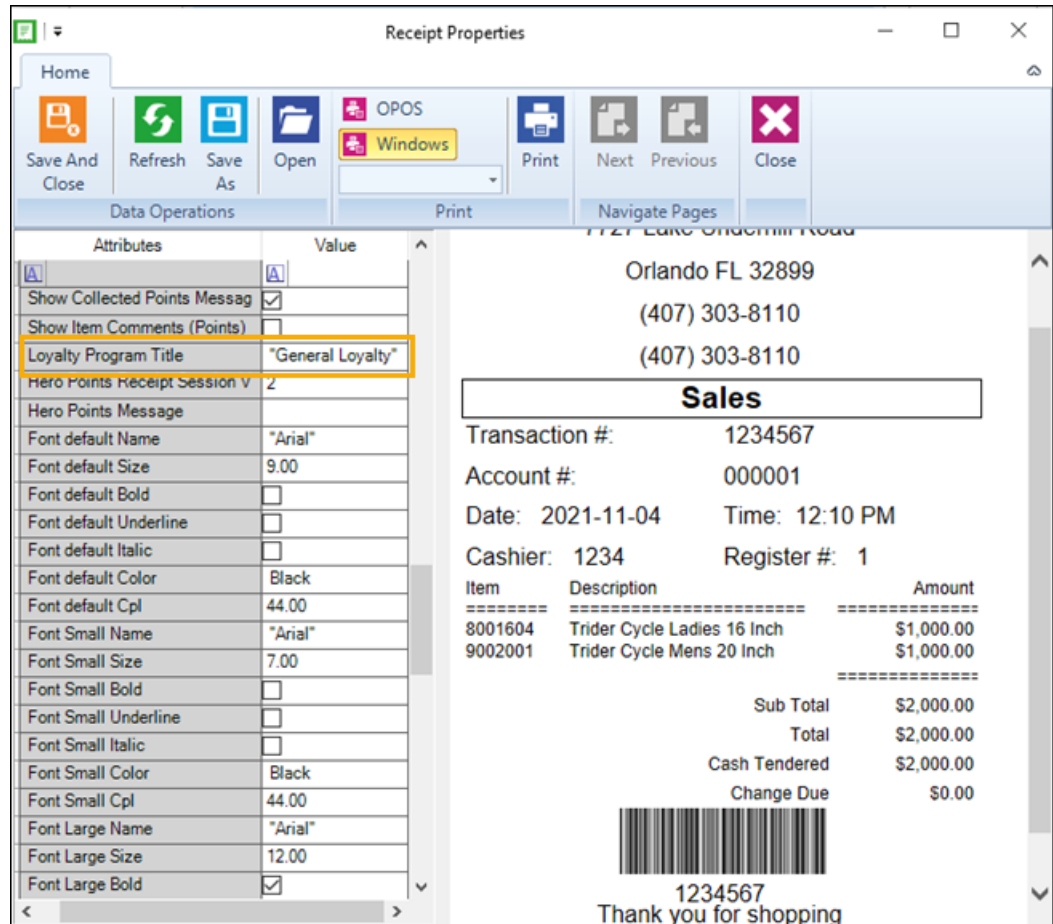 Receipt Properties
Home
Save And Close
Refresh
Save As
Open
OPOS
Windows
Print
Next
Previous
Close
Data Operations
Print
Navigate Pages
Attributes Value
Show Collected Points Messag
Show Item Comments (Points)
Loyalty Program Title "General Loyalty"
Hero Points Receipt Session V 2
Hero Points Message
Font default Name "Arial"
Font default Size 9.00
Font default Bold
Font default Underline
Font default Italic
Font default Color Black
Font default Cpl 44.00
Font Small Name "Arial"
Font Small Size 7.00
Font Small Bold
Font Small Underline
Font Small Italic
Font Small Color Black
Font Small Cpl 44.00
Font Large Name "Arial"
Font Large Size 12.00
Font Large Bold
7727 Lake Underhill Road
Orlando FL 32899
(407) 303-8110
(407) 303-8110
Sales
Transaction #: 1234567
Account #: 000001
Date: 2021-11-04 Time: 12:10 PM
Cashier: 1234 Register #: 1
Item Description Amount
======== ======================= ==============
8001604 Trider Cycle Ladies 16 Inch $1,000.00
9002001 Trider Cycle Mens 20 Inch $1,000.00
==============
Sub Total $2,000.00
Total $2,000.00
Cash Tendered $2,000.00
Change Due $0.00
1234567
Thank you for shopping